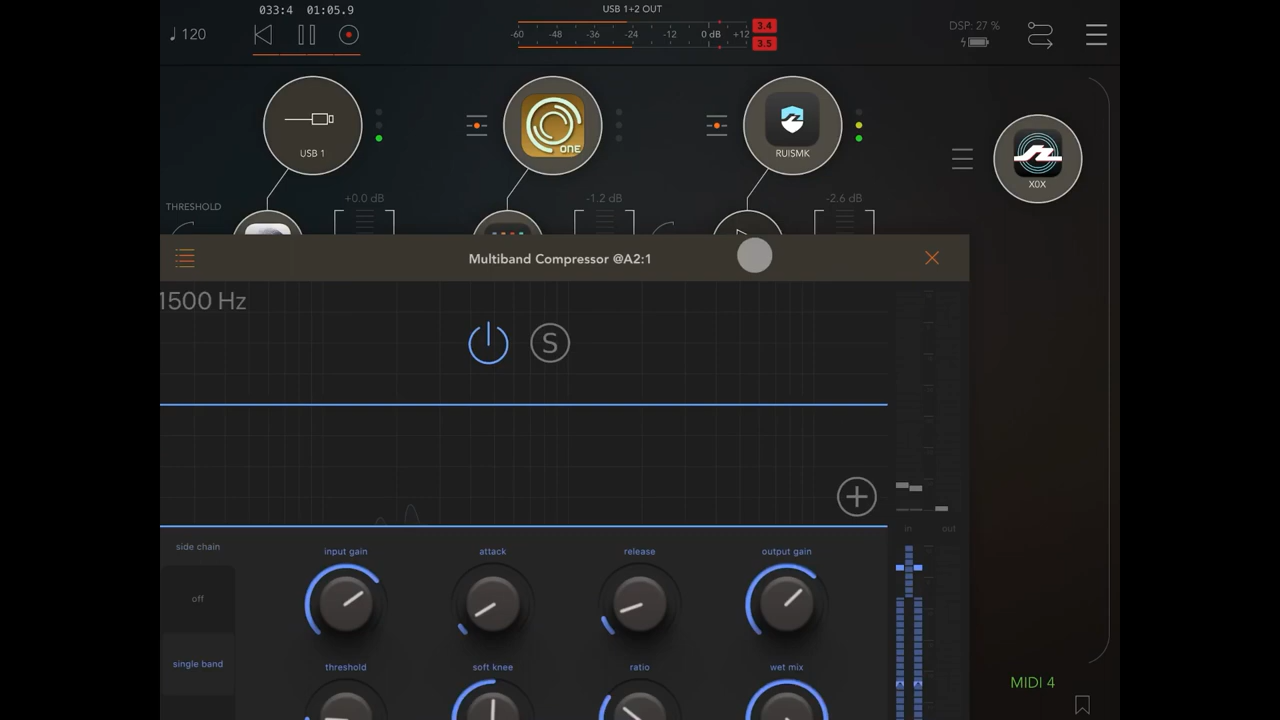 033:4 01:05.9
USB 1+2 OUT
♩120
-60 -48 -36 -24 -12 0 dB +12
3.4
3.5
DSP: 27 %
USB 1
ONE
RUISMK
X0X
THRESHOLD
+0.0 dB
-1.2 dB
-2.6 dB
Multiband Compressor @A2:1
1500 Hz
S
in out
side chain
off
single band
input gain attack release output gain
threshold soft knee ratio wet mix
MIDI 4